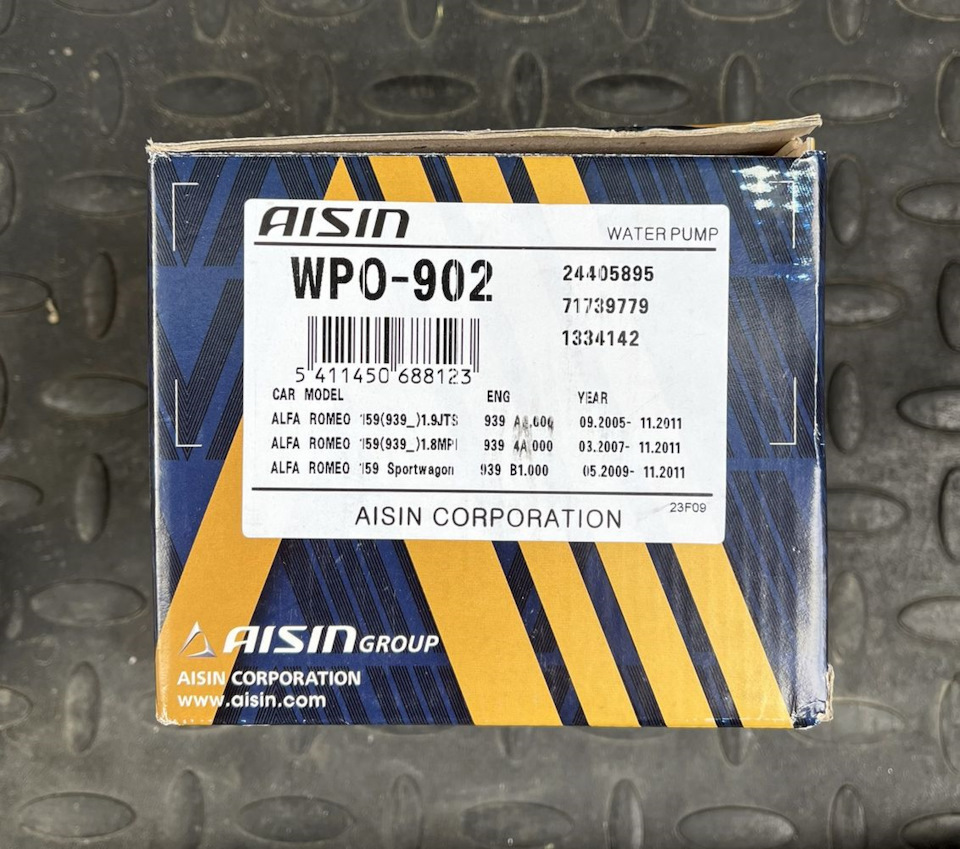 AISIN
WATER PUMP
WPO-902
24405895
71739779
1334142
5 411450 688123
CAR MODEL ENG YEAR
ALFA ROMEO 159(939_)1.9JTS 939 09.2005- 11.2011
ALFA ROMEO 159(939_)1.8MPI 939 4A.000 03.2007- 11.2011
ALFA ROMEO 159 Sportwagon 939 B1.000 05.2009- 11.2011
23F09
AISIN CORPORATION
AISIN GROUP
AISIN CORPORATION
www.aisin.com